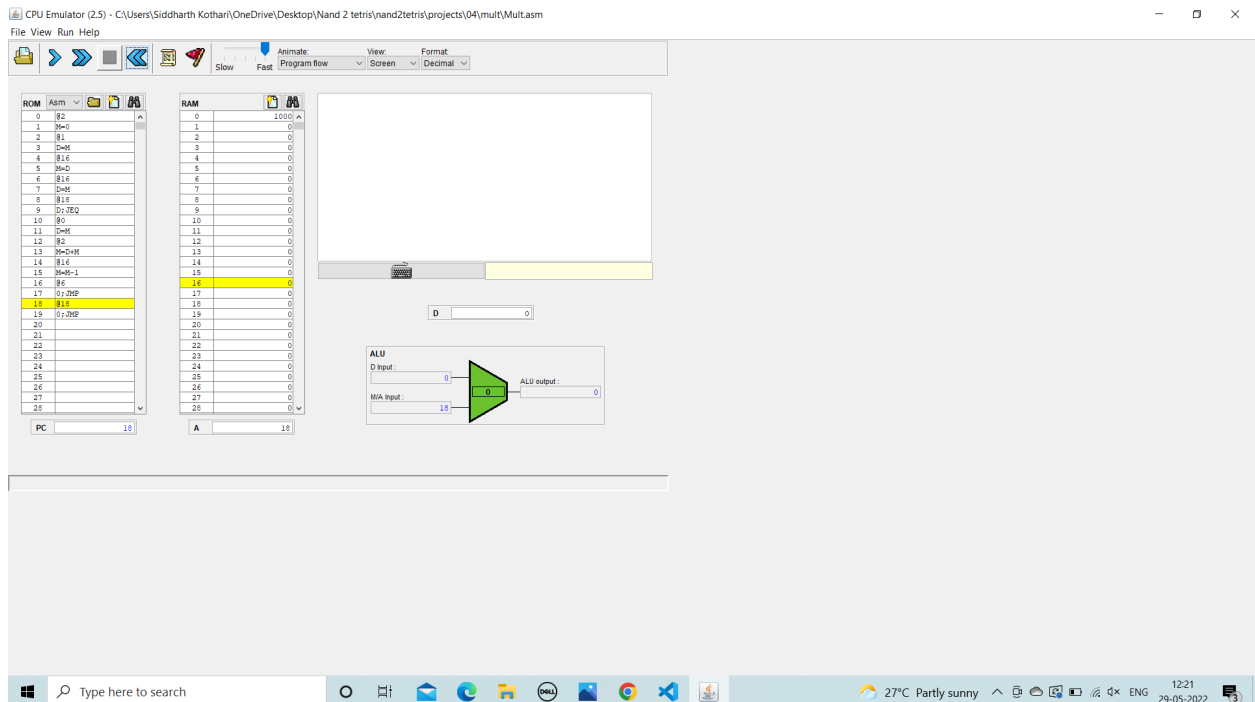 CPU Emulator (2.5) - C:\Users\Siddharth Kothari\OneDrive\Desktop\Nand 2 tetris\nand2tetris\projects\04\mult\Mult.asm
File View Run Help
Slow Fast
Animate: View: Format:
Program flow Screen Decimal
ROM Asm
0 @2
1 M=0
2 @1
3 D=M
4 @16
5 M=D
6 @16
7 D=M
8 @18
9 D;JEQ
10 @0
11 D=M
12 @2
13 M=D+M
14 @16
15 M=M-1
16 @6
17 0;JMP
18 @18
19 0;JMP
20
21
22
23
24
25
26
27
28
PC 18
RAM
0 1000
1 0
2 0
3 0
4 0
5 0
6 0
7 0
8 0
9 0
10 0
11 0
12 0
13 0
14 0
15 0
16 0
17 0
18 0
19 0
20 0
21 0
22 0
23 0
24 0
25 0
26 0
27 0
28 0
A 18
D 0
ALU
D Input :
0
M/A Input :
18
0
ALU output :
0
Type here to search
DELL
27°C Partly sunny
ENG
12:21
29-05-2022
3